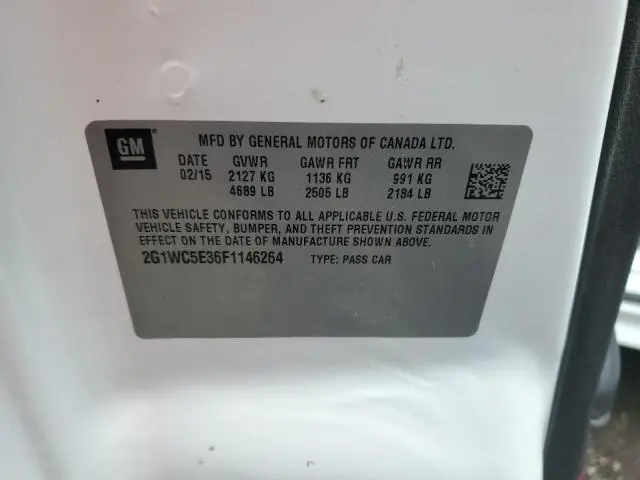 GM
MFD BY GENERAL MOTORS OF CANADA LTD.
DATE GVWR GAWR FRT GAWR RR
02/15 2127 KG 1136 KG 991 KG
4689 LB 2505 LB 2184 LB
THIS VEHICLE CONFORMS TO ALL APPLICABLE U.S. FEDERAL MOTOR
VEHICLE SAFETY, BUMPER, AND THEFT PREVENTION STANDARDS IN
EFFECT ON THE DATE OF MANUFACTURE SHOWN ABOVE.
2G1WC5E36F1146264 TYPE: PASS CAR